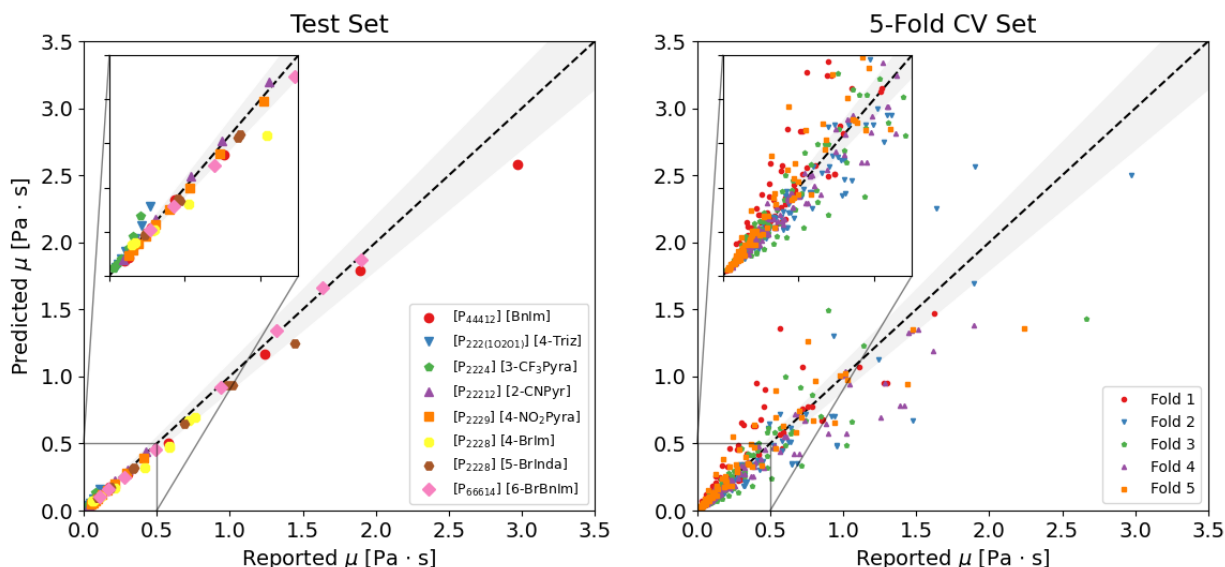 Test Set
3.5
3.0
2.5
2.0
1.5
1.0
0.5
0.0
Predicted μ [Pa · s]
[P₄₄₄₁₂] [BnIm]
[P₂₂₂₍₁O₂O₁₎] [4-Triz]
[P₂₂₂₄] [3-CF₃Pyra]
[P₂₂₂₁₂] [2-CNPyr]
[P₂₂₂₉] [4-NO₂Pyra]
[P₂₂₂₈] [4-BrIm]
[P₂₂₂₈] [5-BrInda]
[P₆₆₆₁₄] [6-BrBnIm]
0.0 0.5 1.0 1.5 2.0 2.5 3.0 3.5
Reported μ [Pa · s]
5-Fold CV Set
3.5
3.0
2.5
2.0
1.5
1.0
0.5
0.0
Fold 1
Fold 2
Fold 3
Fold 4
Fold 5
0.0 0.5 1.0 1.5 2.0 2.5 3.0 3.5
Reported μ [Pa · s]